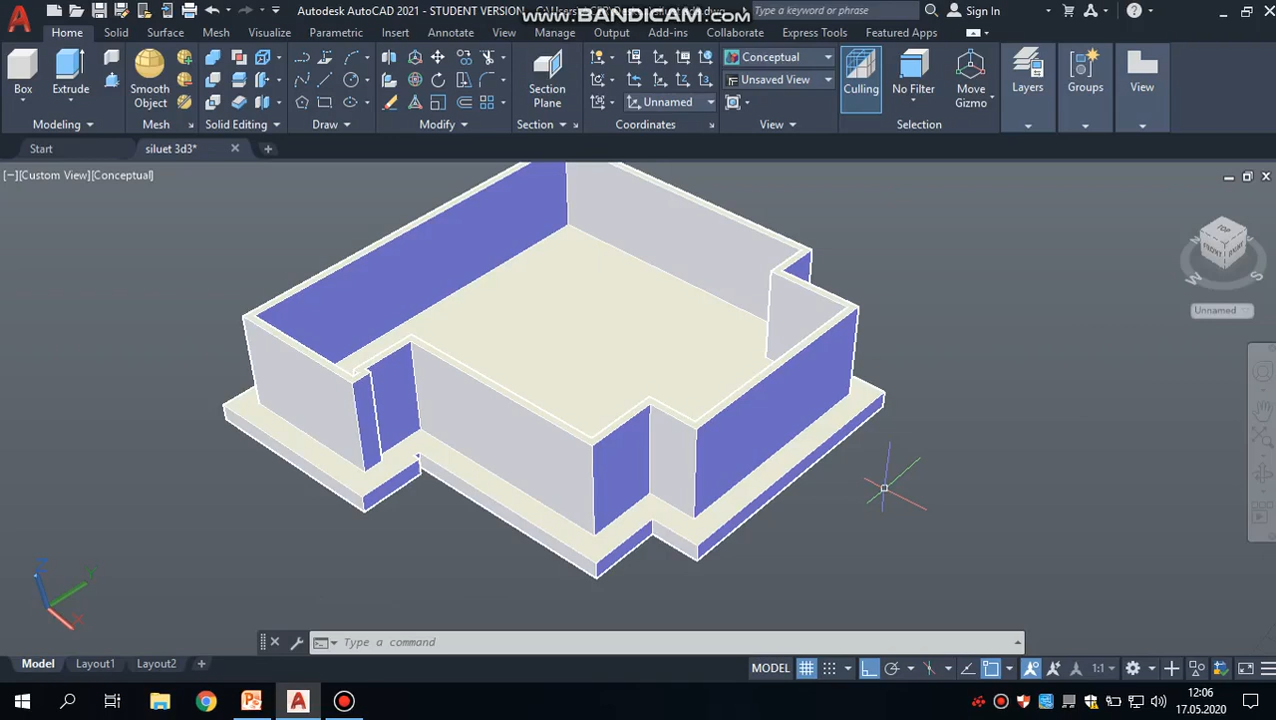 Autodesk AutoCAD 2021 - STUDENT VERSION
www.BANDICAM.com
Type a keyword or phrase
Sign In
Home Solid Surface Mesh Visualize Parametric Insert Annotate View Manage Output Add-ins Collaborate Express Tools Featured Apps
Box
Extrude
Smooth
Object
Section
Plane
Unnamed
Conceptual
Unsaved View
Culling
No Filter
Move
Gizmo
Layers
Groups
View
Modeling Mesh Solid Editing Draw Modify Section Coordinates View Selection
Start siluet 3d3*
[−][Custom View][Conceptual]
TOP
FRONT
W
S
Unnamed
Type a command
Model Layout1 Layout2
MODEL
1:1
12:06
17.05.2020